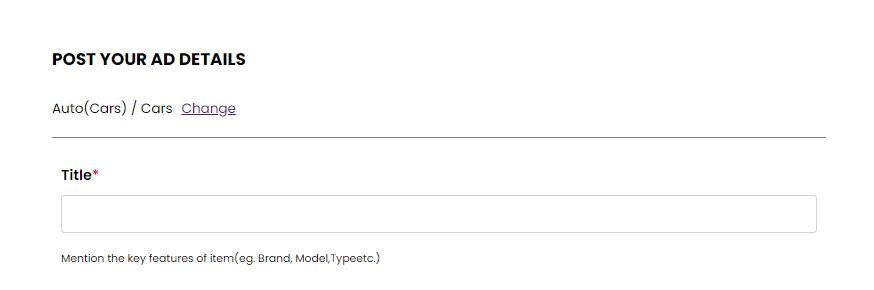 POST YOUR AD DETAILS
Auto(Cars) / Cars Change
Title*
Mention the key features of item(eg. Brand, Model,Typeetc.)